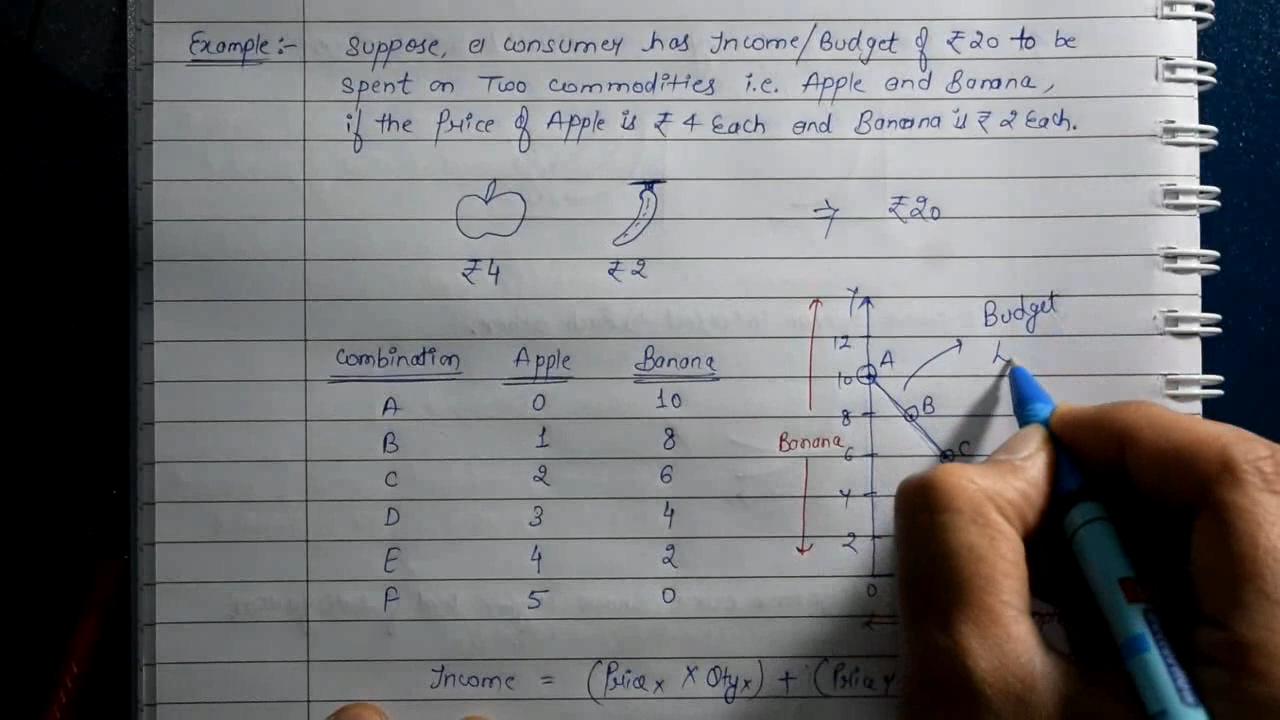 Example:- Suppose, a consumer has Income/Budget of ₹20 to be
spent on Two commodities i.e. Apple and Banana,
if the Price of Apple is ₹4 Each and Banana is ₹2 Each.
⇒ ₹20
₹4 ₹2
Combination Apple Banana
A 0 10
B 1 8
C 2 6
D 3 4
E 4 2
F 5 0
Y
12
10
8
6
4
2
0
A
B
C
Banana
Budget
L
Income = (Price x × Qty x) + (Price y